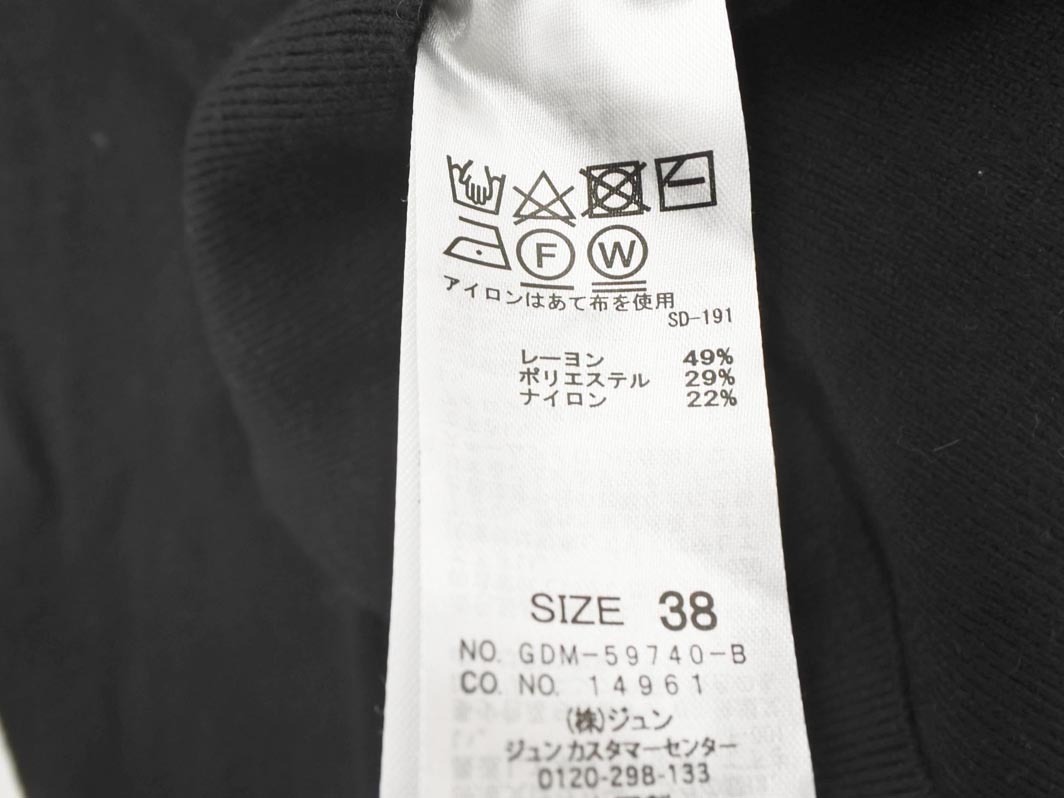 F W
アイロンはあて布を使用
SD-191
レーヨン 49%
ポリエステル 29%
ナイロン 22%
SIZE 38
NO. GDM-59740-B
CO. NO. 14961
(株)ジュン
ジュンカスタマーセンター
0120-298-133